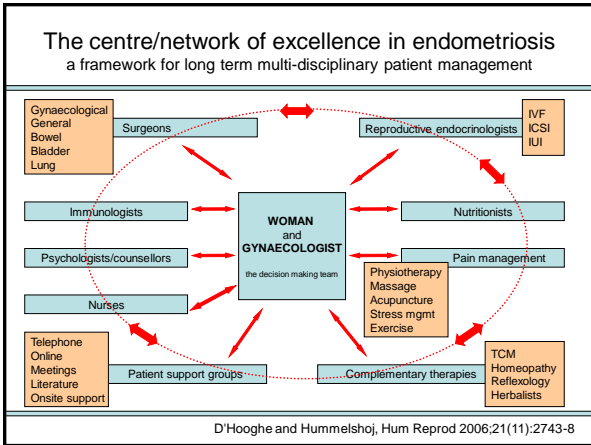 The centre/network of excellence in endometriosis
a framework for long term multi-disciplinary patient management
Gynaecological
General
Bowel
Bladder
Lung
Surgeons
Reproductive endocrinologists
IVF
ICSI
IUI
Immunologists
WOMAN
and
GYNAECOLOGIST
the decision making team
Nutritionists
Psychologists/counsellors
Pain management
Physiotherapy
Massage
Acupuncture
Stress mgmt
Exercise
Nurses
Telephone
Online
Meetings
Literature
Onsite support
Patient support groups
Complementary therapies
TCM
Homeopathy
Reflexology
Herbalists
D'Hooghe and Hummelshoj, Hum Reprod 2006;21(11):2743-8